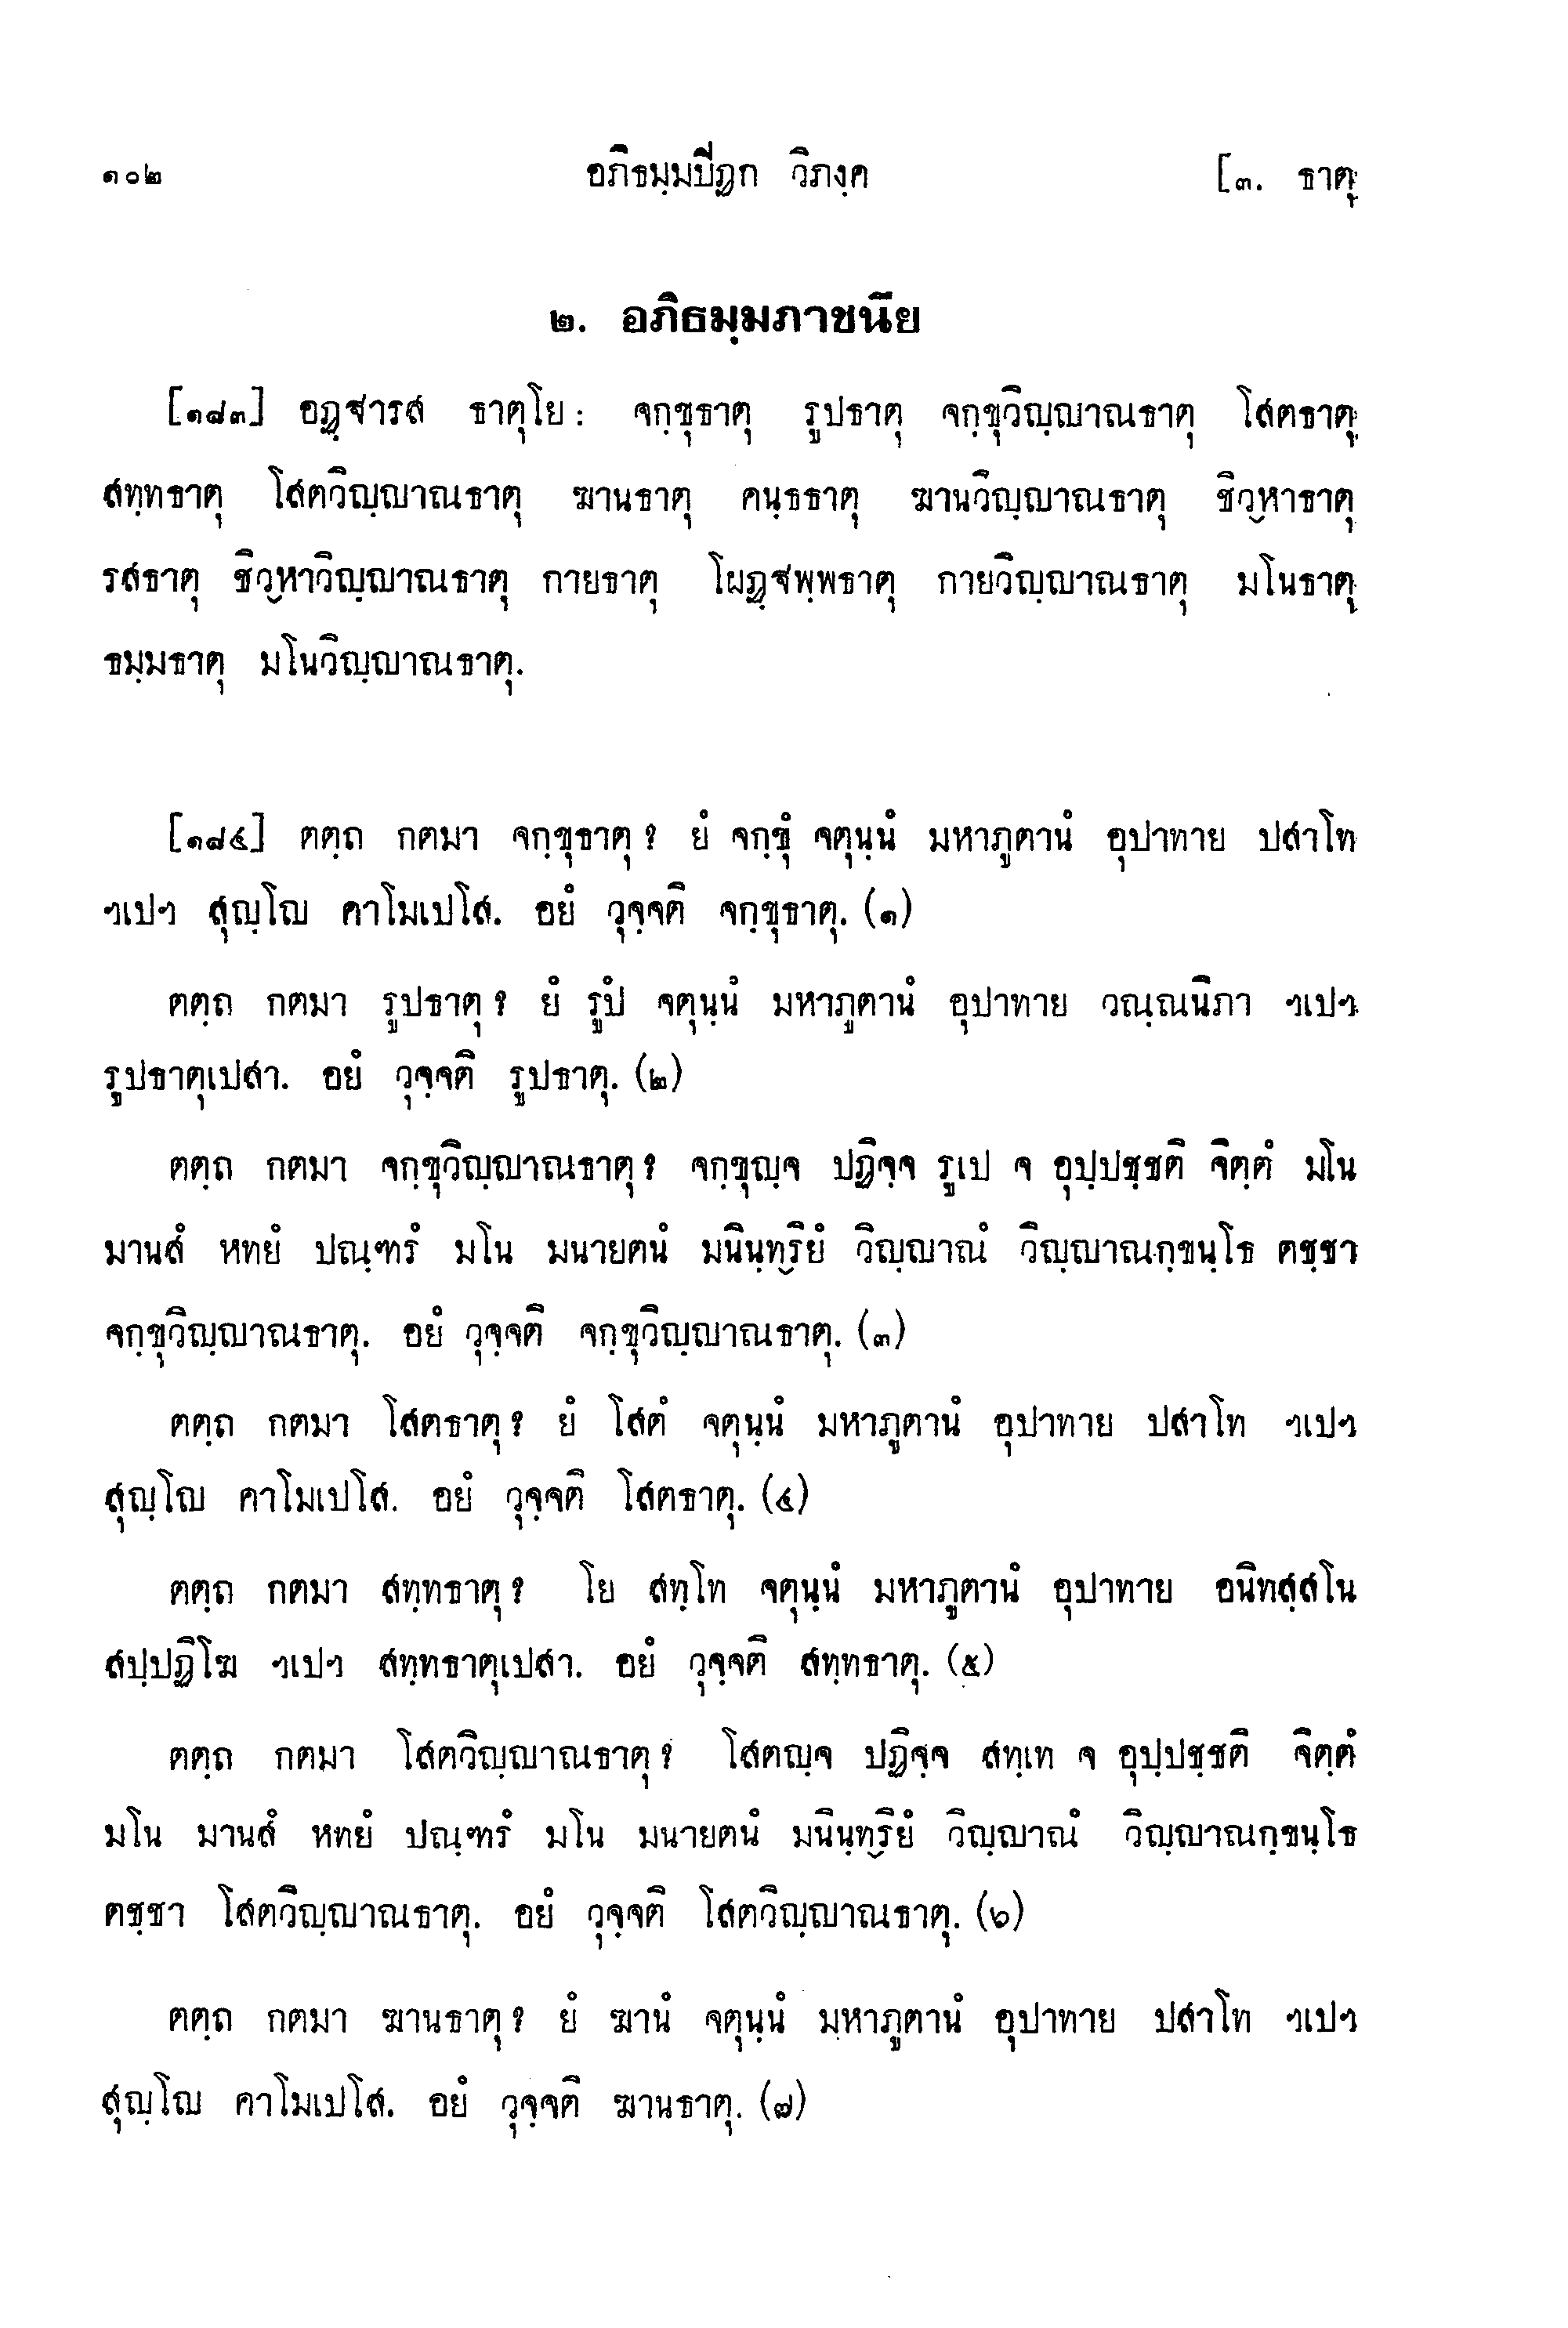 ๑๐๒ อภิธมฺมปิฏก วิภงฺค [๓. ธาตุ
๒. อภิธมฺมภาชนีย
[๑๘๓] อฏฺฐารส ธาตุโย: จกฺขุธาตุ รูปธาตุ จกฺขุวิญฺญาณธาตุ โสตธาตุ
สทฺทธาตุ โสตวิญฺญาณธาตุ ฆานธาตุ คนฺธธาตุ ฆานวิญฺญาณธาตุ ชิวฺหาธาตุ
รสธาตุ ชิวฺหาวิญฺญาณธาตุ กายธาตุ โผฏฺฐพฺพธาตุ กายวิญฺญาณธาตุ มโนธาตุ
ธมฺมธาตุ มโนวิญฺญาณธาตุ.
[๑๘๔] ตตฺถ กตมา จกฺขุธาตุ? ยํ จกฺขุํ จตุนฺนํ มหาภูตานํ อุปาทาย ปสาโท
ฯเปฯ สุญฺโญ คาโมเปโส. อยํ วุจฺจติ จกฺขุธาตุ. (๑)
ตตฺถ กตมา รูปธาตุ? ยํ รูปํ จตุนฺนํ มหาภูตานํ อุปาทาย วณฺณนิภา ฯเปฯ
รูปธาตุเปสา. อยํ วุจฺจติ รูปธาตุ. (๒)
ตตฺถ กตมา จกฺขุวิญฺญาณธาตุ? จกฺขุญฺจ ปฏิจฺจ รูเป จ อุปฺปชฺชติ จิตฺตํ มโน
มานสํ หทยํ ปณฺฑรํ มโน มนายตนํ มนินฺทฺริยํ วิญฺญาณํ วิญฺญาณกฺขนฺโธ ตชฺชา
จกฺขุวิญฺญาณธาตุ. อยํ วุจฺจติ จกฺขุวิญฺญาณธาตุ. (๓)
ตตฺถ กตมา โสตธาตุ? ยํ โสตํ จตุนฺนํ มหาภูตานํ อุปาทาย ปสาโท ฯเปฯ
สุญฺโญ คาโมเปโส. อยํ วุจฺจติ โสตธาตุ. (๔)
ตตฺถ กตมา สทฺทธาตุ? โย สทฺโท จตุนฺนํ มหาภูตานํ อุปาทาย อนิทสฺสโน
สปฺปฏิโฆ ฯเปฯ สทฺทธาตุเปสา. อยํ วุจฺจติ สทฺทธาตุ. (๕)
ตตฺถ กตมา โสตวิญฺญาณธาตุ? โสตญฺจ ปฏิจฺจ สทฺเท จ อุปฺปชฺชติ จิตฺตํ
มโน มานสํ หทยํ ปณฺฑรํ มโน มนายตนํ มนินฺทฺริยํ วิญฺญาณํ วิญฺญาณกฺขนฺโธ
ตชฺชา โสตวิญฺญาณธาตุ. อยํ วุจฺจติ โสตวิญฺญาณธาตุ. (๖)
ตตฺถ กตมา ฆานธาตุ? ยํ ฆานํ จตุนฺนํ มหาภูตานํ อุปาทาย ปสาโท ฯเปฯ
สุญฺโญ คาโมเปโส. อยํ วุจฺจติ ฆานธาตุ. (๗)